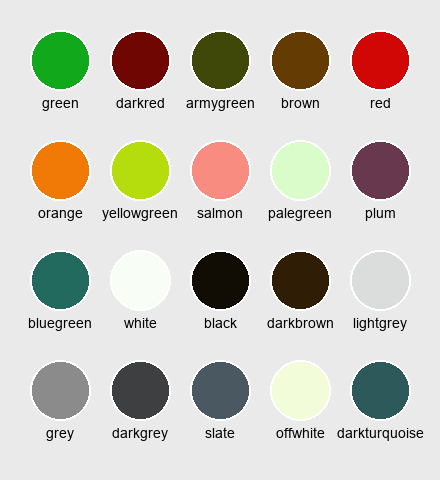 green darkred armygreen brown red
orange yellowgreen salmon palegreen plum
bluegreen white black darkbrown lightgrey
grey darkgrey slate offwhite darkturquoise